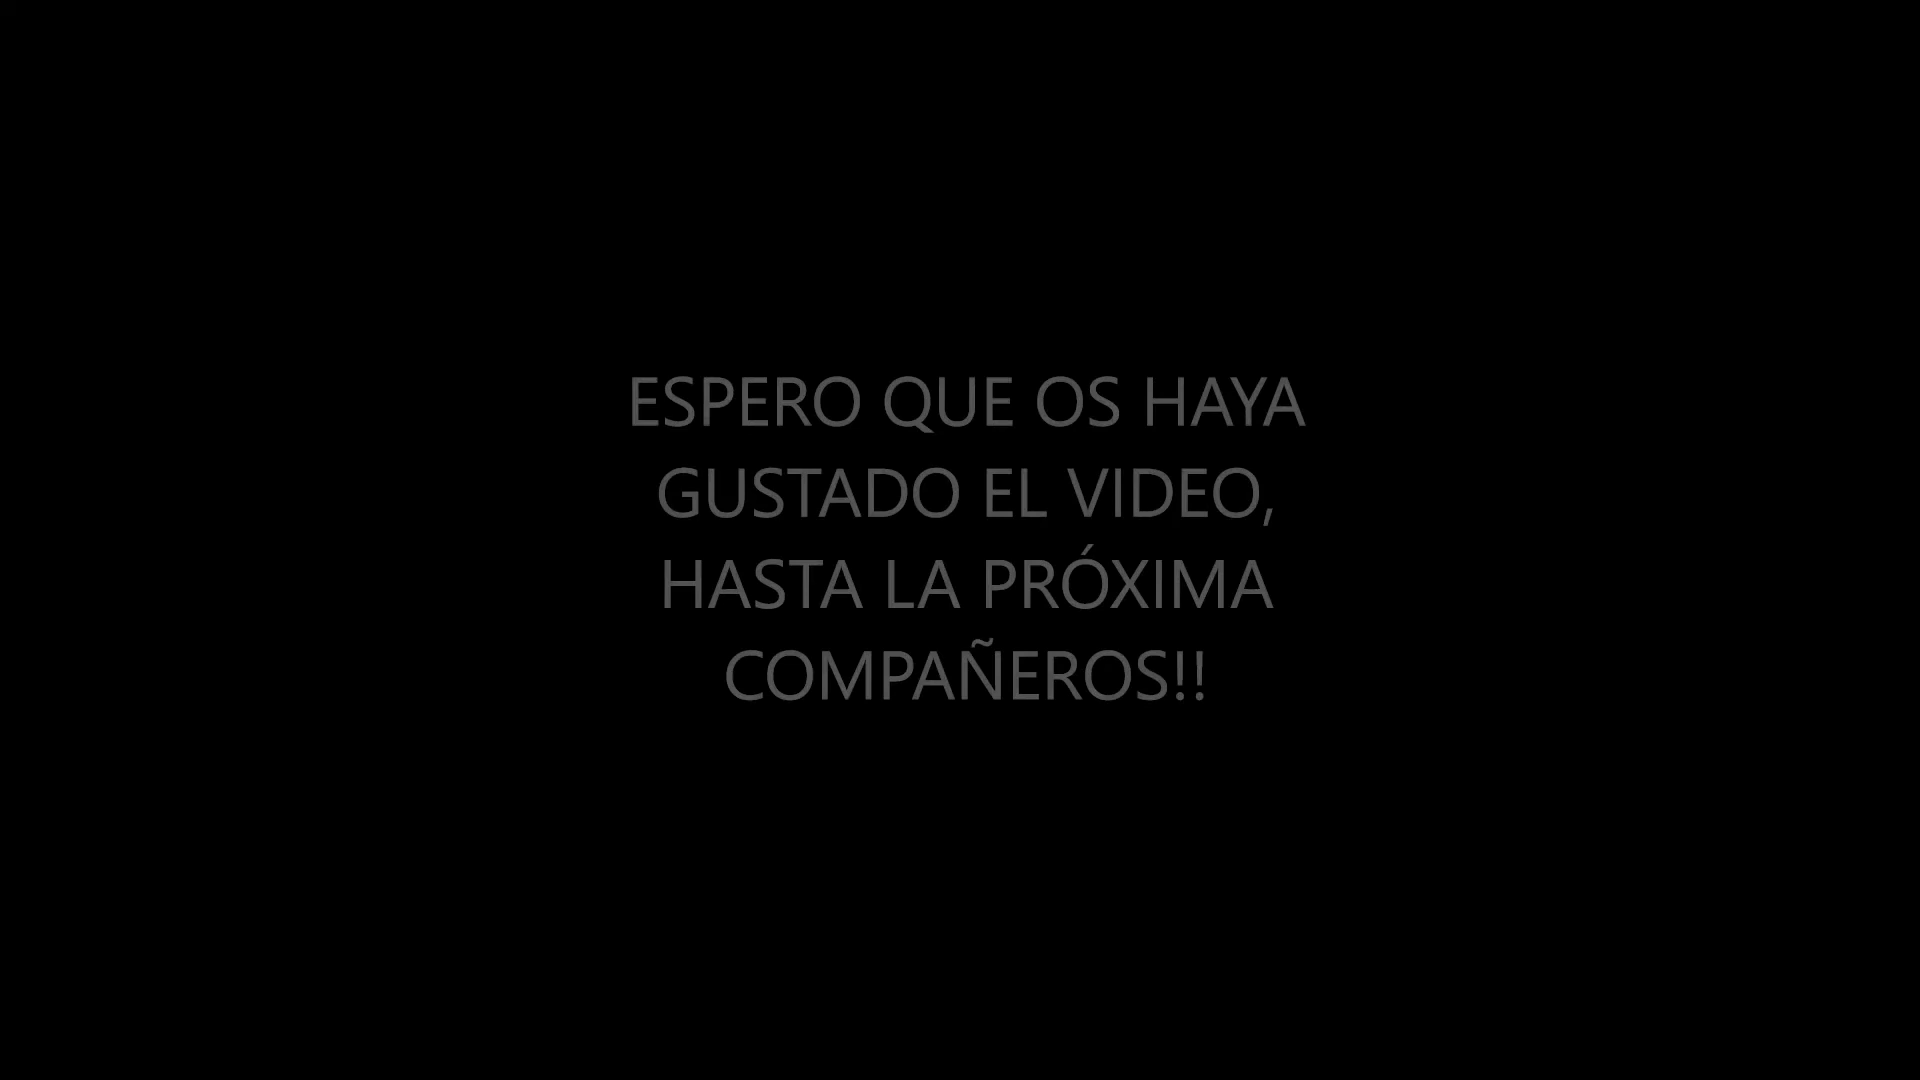 ESPERO QUE OS HAYA
GUSTADO EL VIDEO,
HASTA LA PRÓXIMA
COMPAÑEROS!!